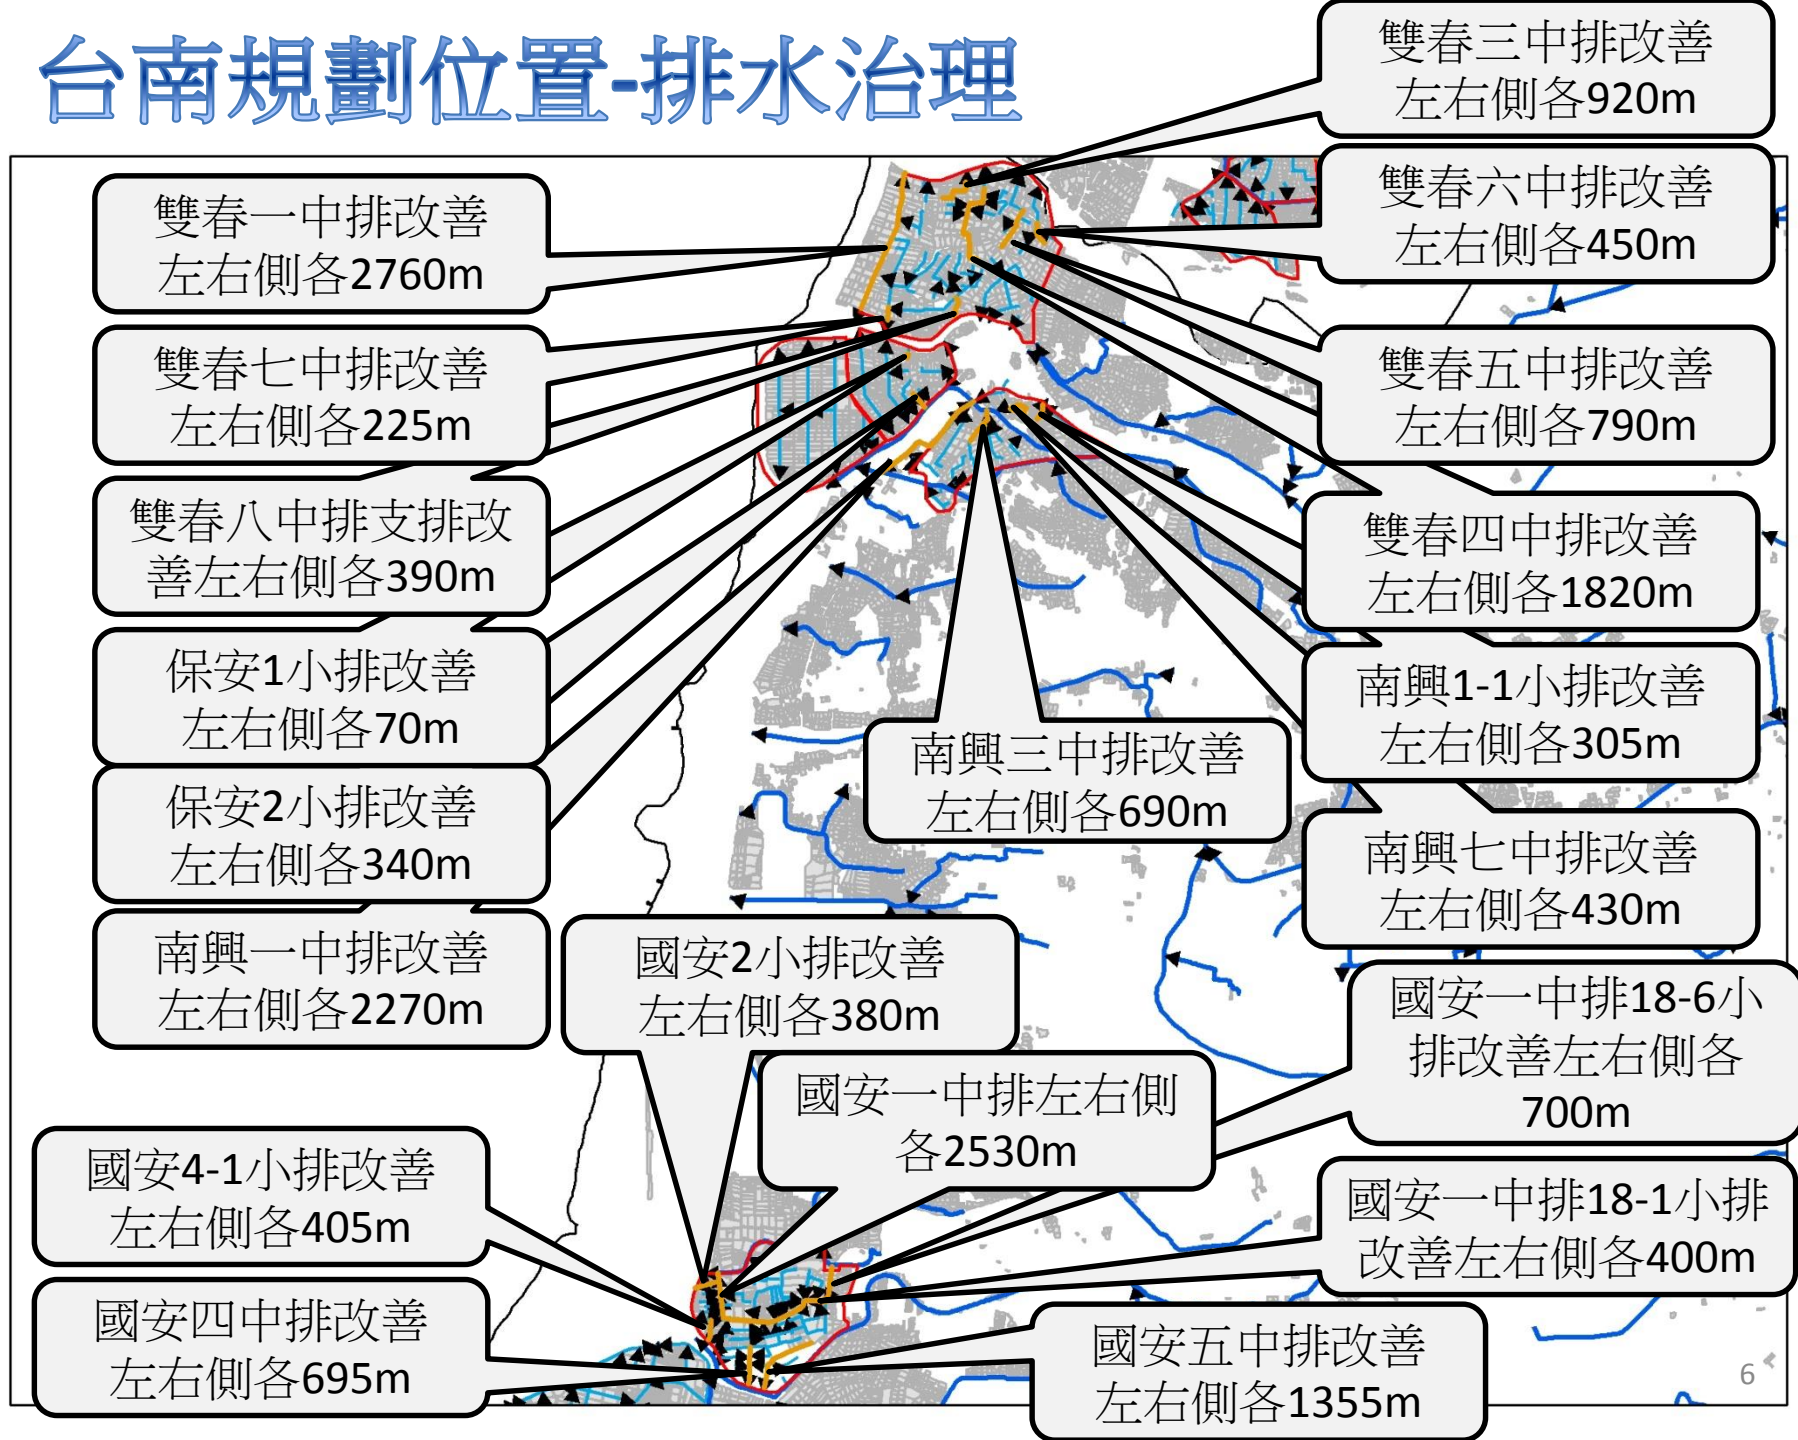 台南規劃位置-排水治理
雙春三中排改善
左右側各920m
雙春一中排改善
左右側各2760m
雙春六中排改善
左右側各450m
雙春七中排改善
左右側各225m
雙春五中排改善
左右側各790m
雙春八中排支排改
善左右側各390m
雙春四中排改善
左右側各1820m
保安1小排改善
左右側各70m
南興1-1小排改善
左右側各305m
南興三中排改善
左右側各690m
保安2小排改善
左右側各340m
南興七中排改善
左右側各430m
南興一中排改善
左右側各2270m
國安2小排改善
左右側各380m
國安一中排18-6小
排改善左右側各
700m
國安一中排左右側
各2530m
國安4-1小排改善
左右側各405m
國安一中排18-1小排
改善左右側各400m
國安四中排改善
左右側各695m
國安五中排改善
左右側各1355m
6